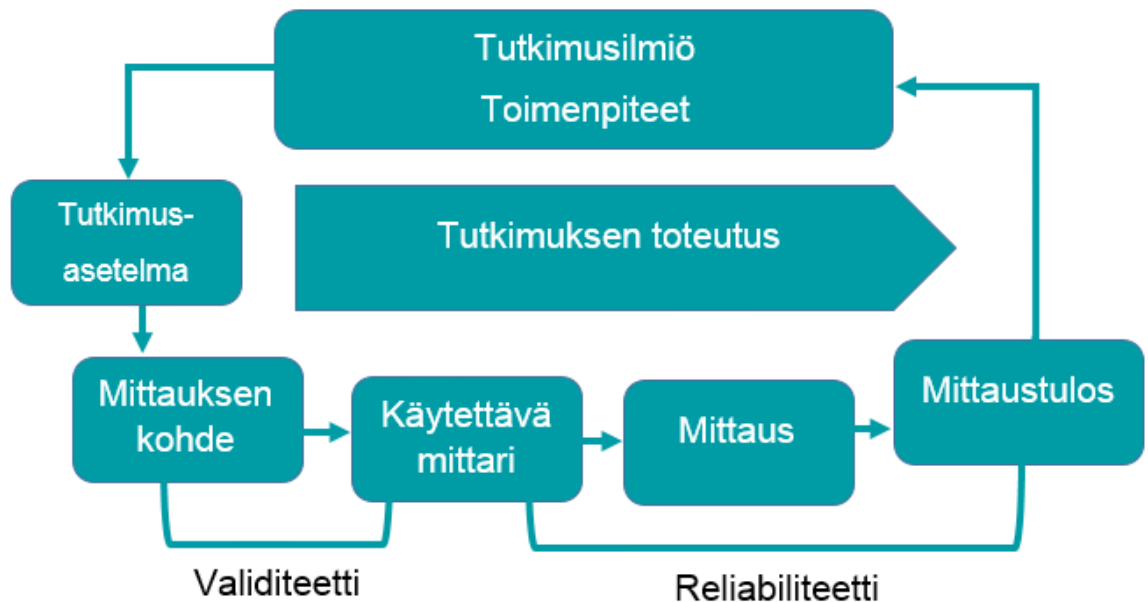 Tutkimusilmiö
Toimenpiteet
Tutkimus-
asetelma
Tutkimuksen toteutus
Mittauksen
kohde
Käytettävä
mittari
Mittaus
Mittaustulos
Validiteetti
Reliabiliteetti